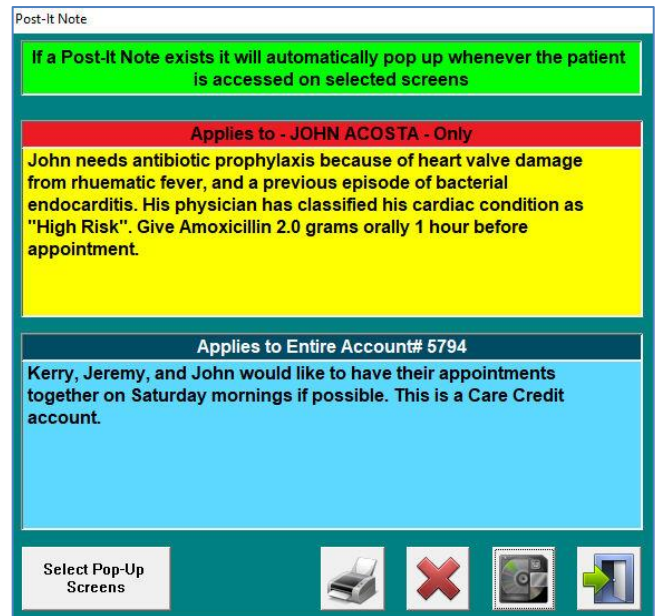 Post-It Note
If a Post-It Note exists it will automatically pop up whenever the patient
is accessed on selected screens
Applies to - JOHN ACOSTA - Only
John needs antibiotic prophylaxis because of heart valve damage
from rhuematic fever, and a previous episode of bacterial
endocarditis. His physician has classified his cardiac condition as
"High Risk". Give Amoxicillin 2.0 grams orally 1 hour before
appointment.
Applies to Entire Account# 5794
Kerry, Jeremy, and John would like to have their appointments
together on Saturday mornings if possible. This is a Care Credit
account.
Select Pop-Up
Screens